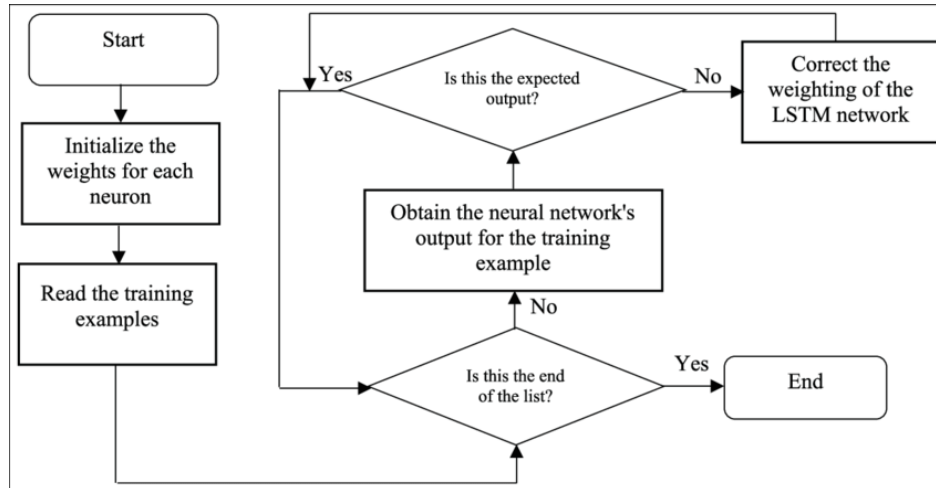 Start
Initialize the
weights for each
neuron
Read the training
examples
Yes
Is this the expected
output?
No
Correct the
weighting of the
LSTM network
Obtain the neural network's
output for the training
example
No
Is this the end
of the list?
Yes
End